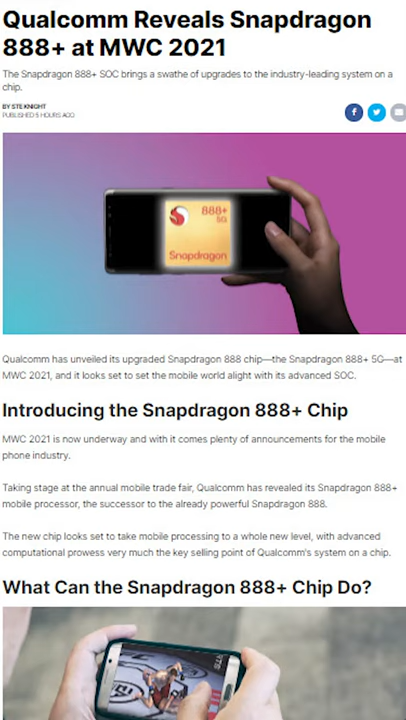 Qualcomm Reveals Snapdragon
888+ at MWC 2021
The Snapdragon 888+ SOC brings a swathe of upgrades to the industry-leading system on a
chip.
BY STE KNIGHT
PUBLISHED 5 HOURS AGO
888+
5G
Snapdragon
Qualcomm has unveiled its upgraded Snapdragon 888 chip—the Snapdragon 888+ 5G—at
MWC 2021, and it looks set to set the mobile world alight with its advanced SOC.
Introducing the Snapdragon 888+ Chip
MWC 2021 is now underway and with it comes plenty of announcements for the mobile
phone industry.
Taking stage at the annual mobile trade fair, Qualcomm has revealed its Snapdragon 888+
mobile processor, the successor to the already powerful Snapdragon 888.
The new chip looks set to take mobile processing to a whole new level, with advanced
computational prowess very much the key selling point of Qualcomm's system on a chip.
What Can the Snapdragon 888+ Chip Do?